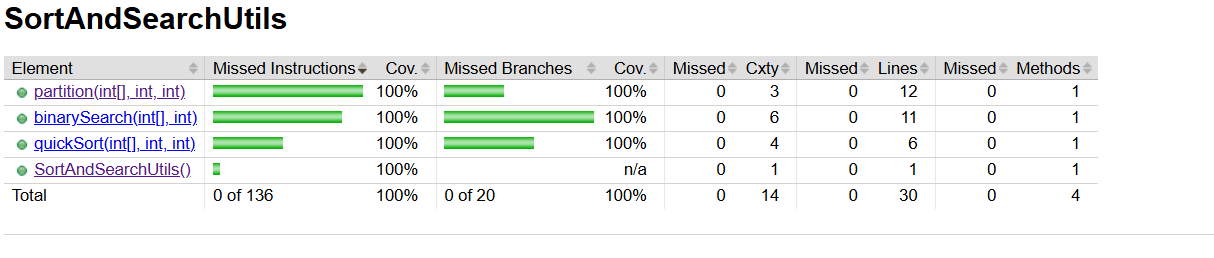 SortAndSearchUtils
Element Missed Instructions Cov. Missed Branches Cov. Missed Cxty Missed Lines Missed Methods
partition(int[], int, int) 100% 100% 0 3 0 12 0 1
binarySearch(int[], int) 100% 100% 0 6 0 11 0 1
quickSort(int[], int, int) 100% 100% 0 4 0 6 0 1
SortAndSearchUtils() 100% n/a 0 1 0 1 0 1
Total 0 of 136 100% 0 of 20 100% 0 14 0 30 0 4